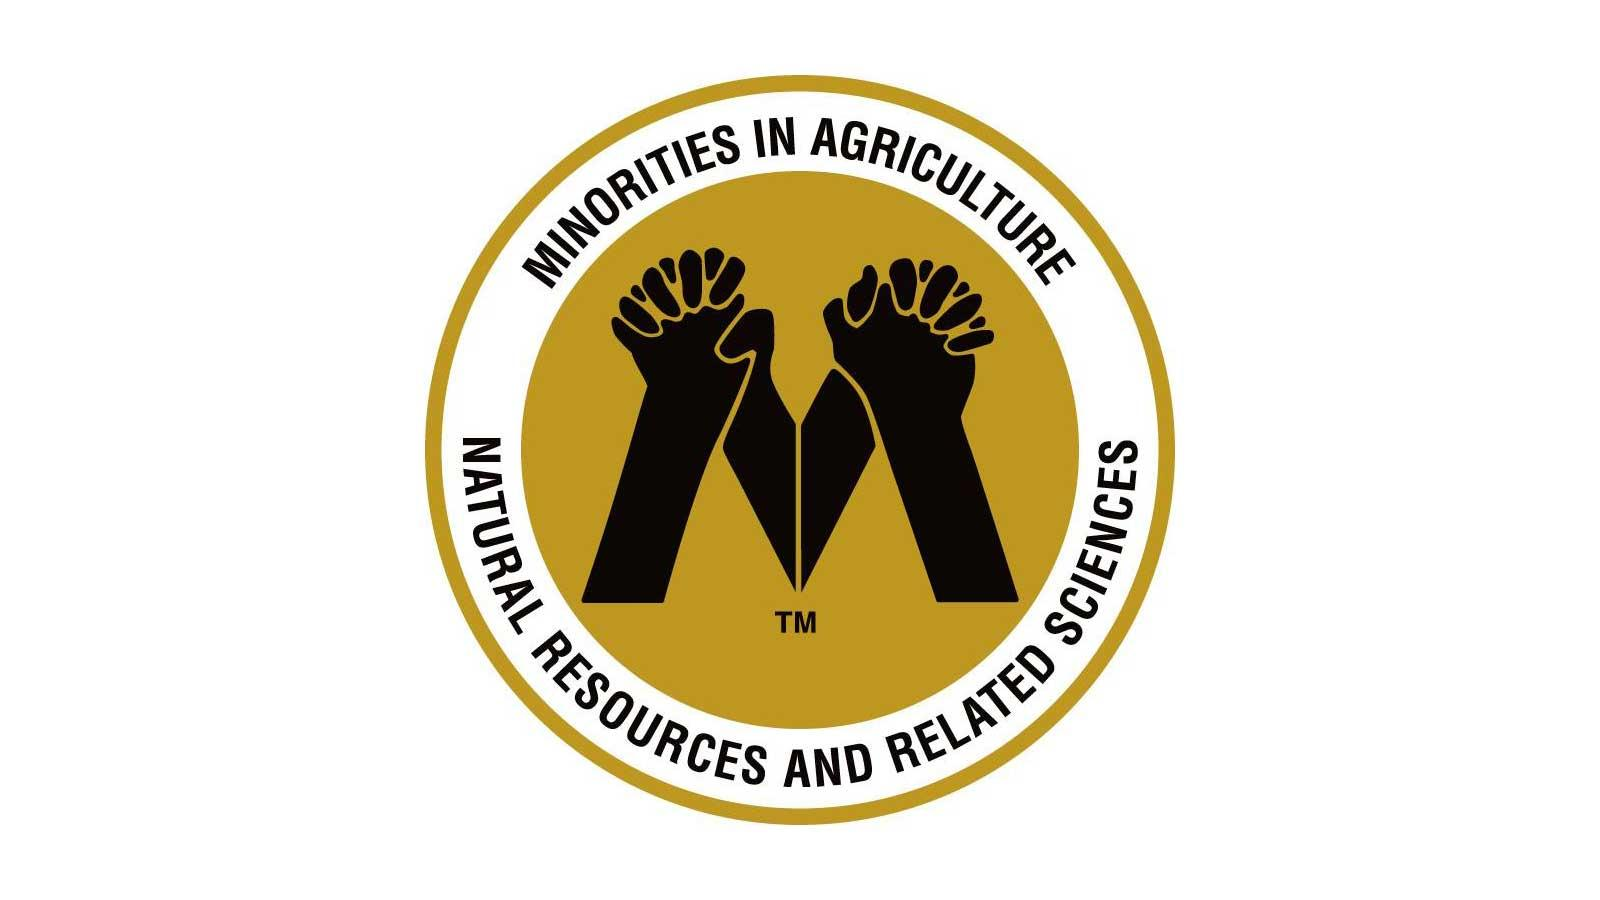 MINORITIES IN AGRICULTURE
NATURAL RESOURCES AND RELATED SCIENCES
TM